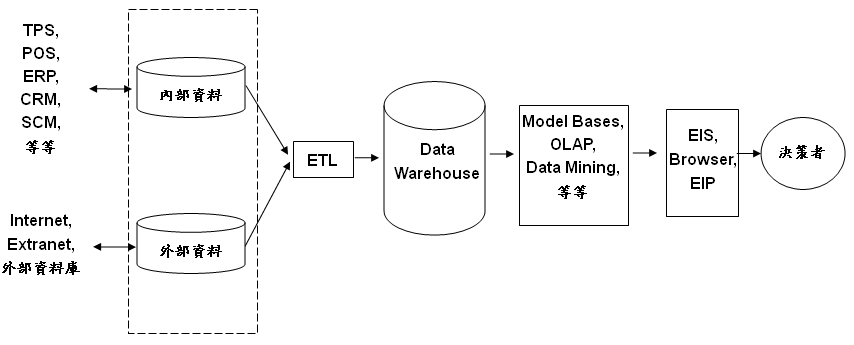 TPS,
POS,
ERP,
CRM,
SCM,
等等
內部資料
Internet,
Extranet,
外部資料庫
外部資料
ETL
Data
Warehouse
Model Bases,
OLAP,
Data Mining,
等等
EIS,
Browser,
EIP
決策者